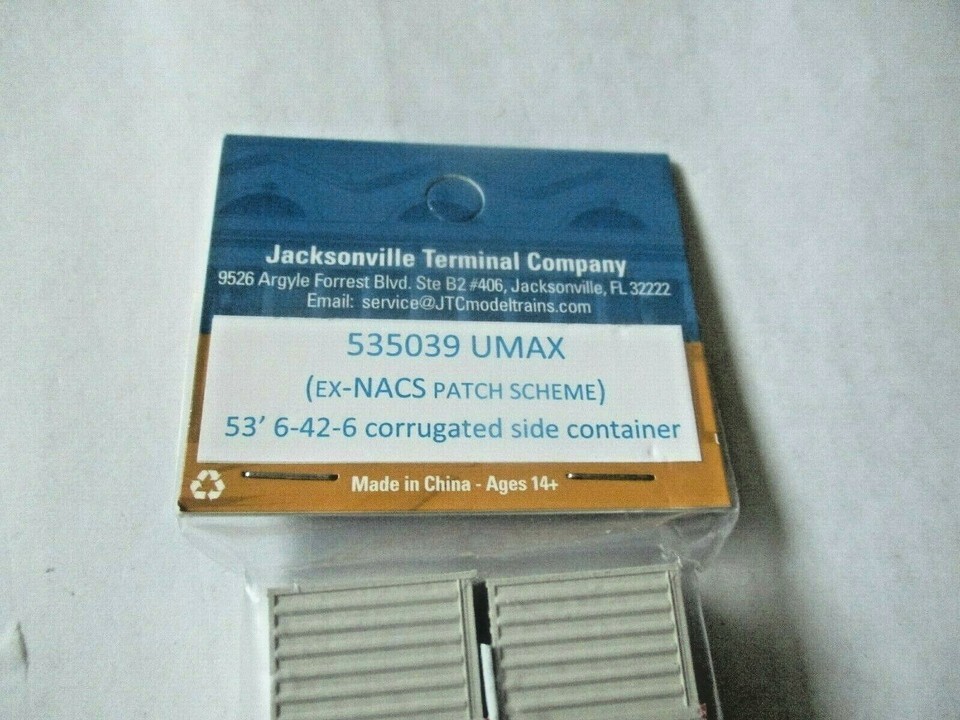 Jacksonville Terminal Company
9526 Argyle Forrest Blvd. Ste B2 #406, Jacksonville, FL 32222
Email: service@JTCmodeltrains.com
535039 UMAX
(EX-NACS PATCH SCHEME)
53' 6-42-6 corrugated side container
Made in China - Ages 14+